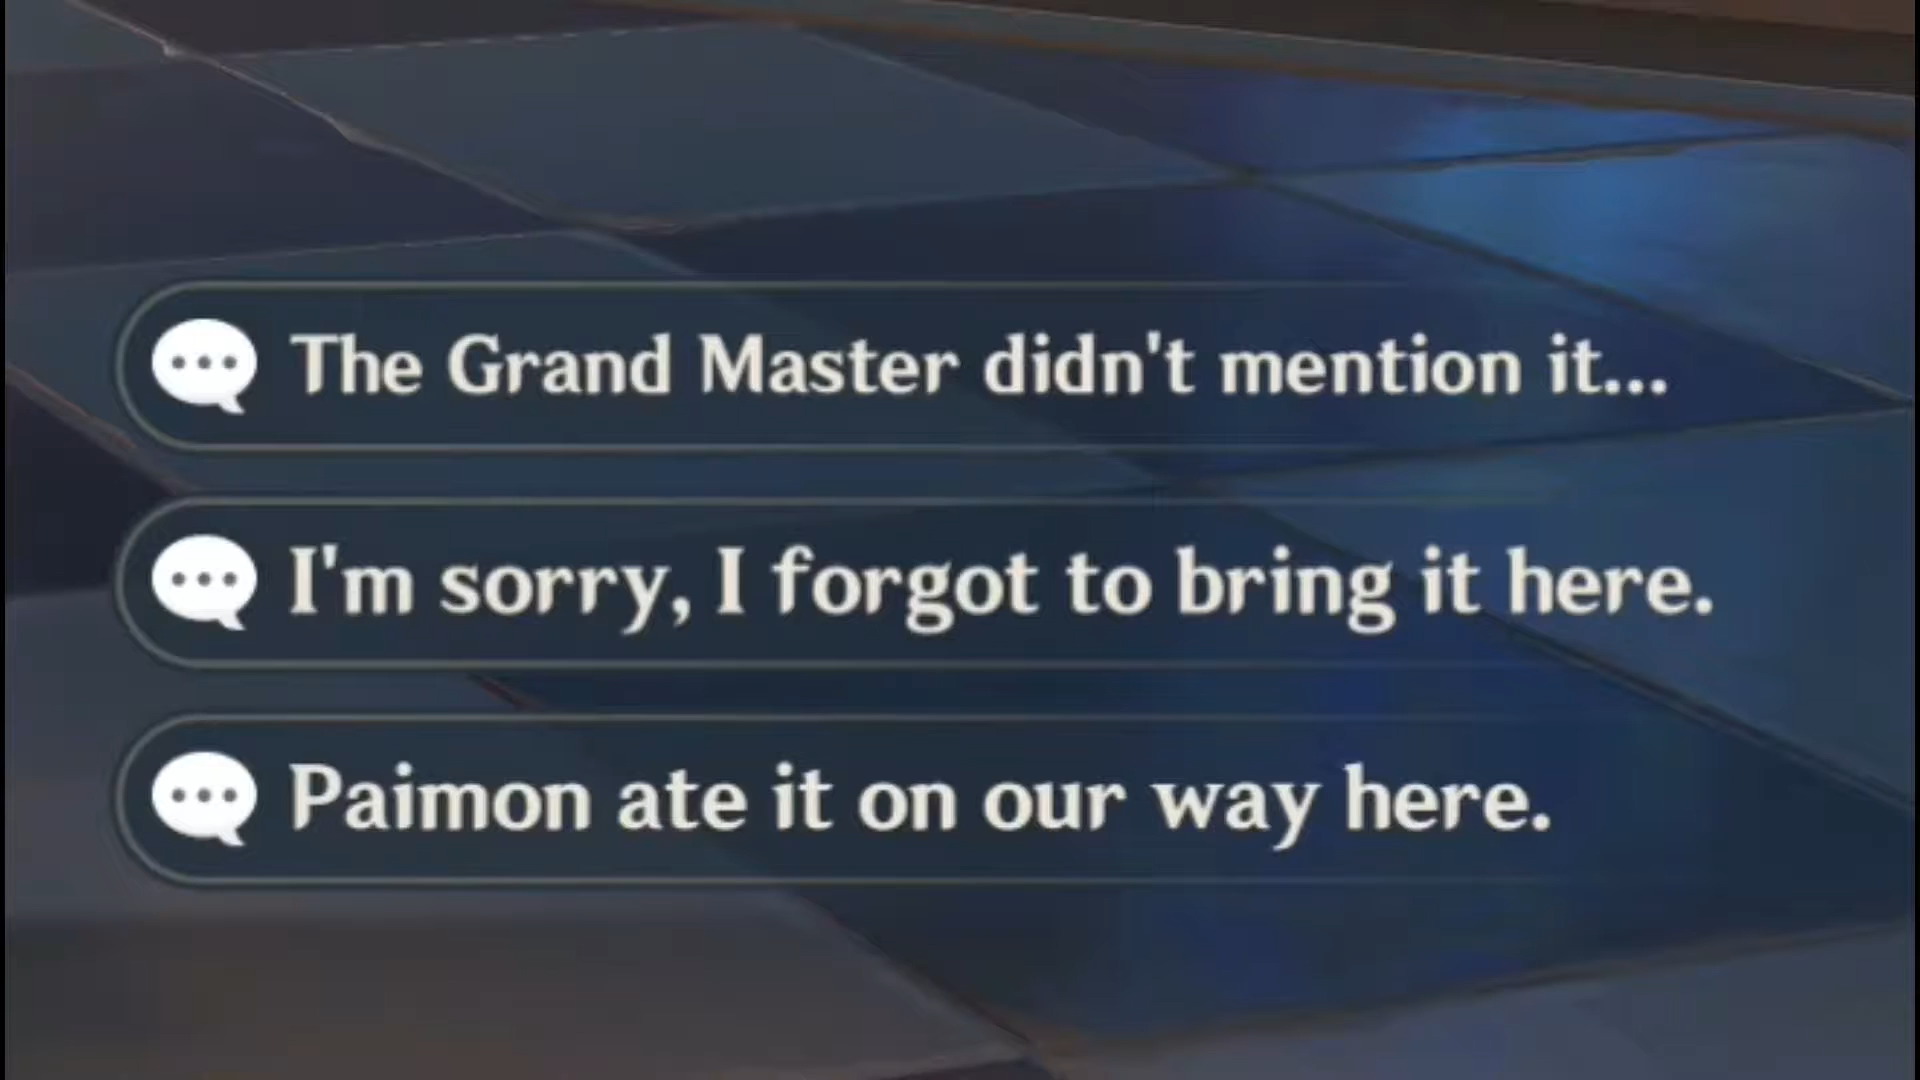 The Grand Master didn't mention it...
I'm sorry, I forgot to bring it here.
Paimon ate it on our way here.